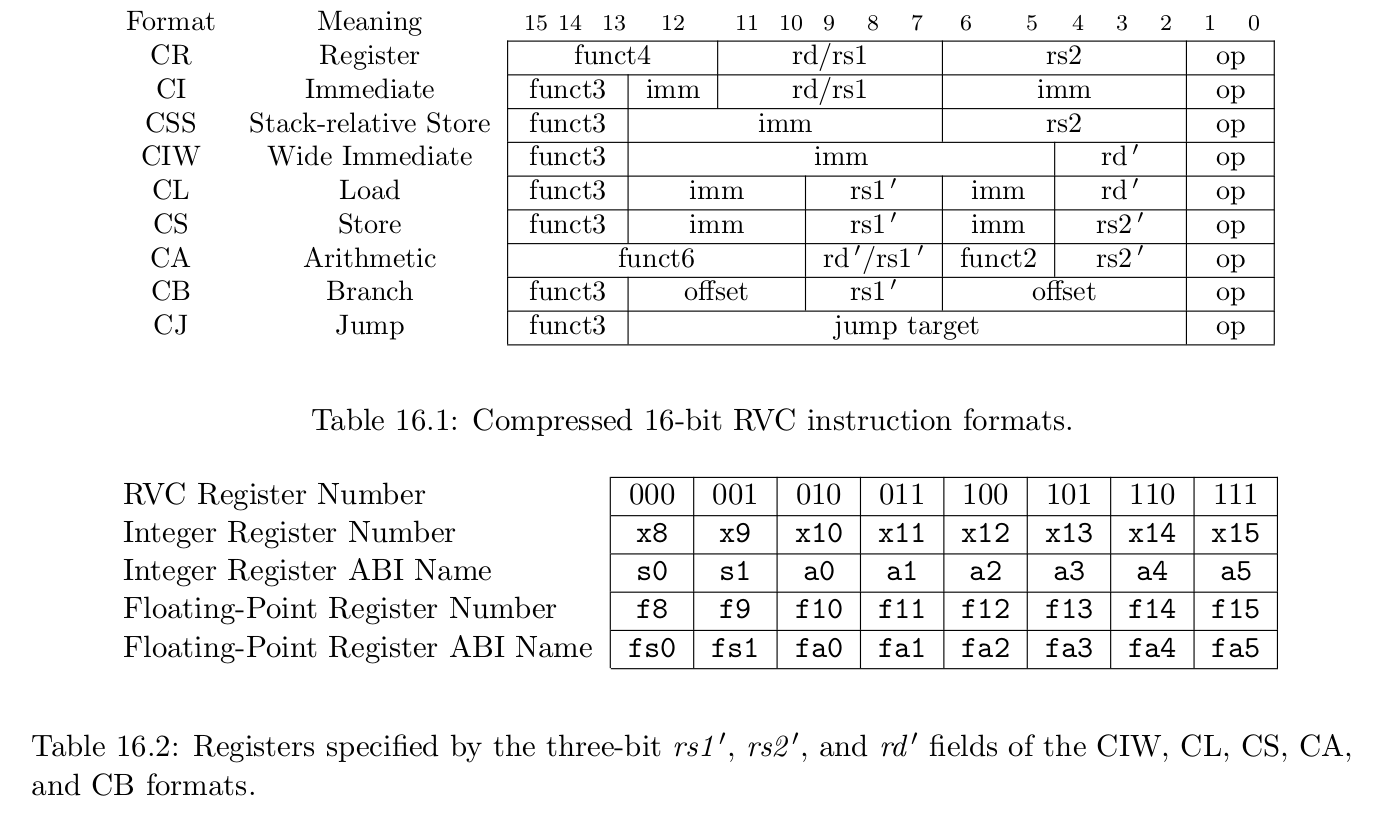 Format Meaning 15 14 13 12 11 10 9 8 7 6 5 4 3 2 1 0
CR Register funct4 rd/rs1 rs2 op
CI Immediate funct3 imm rd/rs1 imm op
CSS Stack-relative Store funct3 imm rs2 op
CIW Wide Immediate funct3 imm rd′ op
CL Load funct3 imm rs1′ imm rd′ op
CS Store funct3 imm rs1′ imm rs2′ op
CA Arithmetic funct6 rd′/rs1′ funct2 rs2′ op
CB Branch funct3 offset rs1′ offset op
CJ Jump funct3 jump target op
Table 16.1: Compressed 16-bit RVC instruction formats.
RVC Register Number 000 001 010 011 100 101 110 111
Integer Register Number x8 x9 x10 x11 x12 x13 x14 x15
Integer Register ABI Name s0 s1 a0 a1 a2 a3 a4 a5
Floating-Point Register Number f8 f9 f10 f11 f12 f13 f14 f15
Floating-Point Register ABI Name fs0 fs1 fa0 fa1 fa2 fa3 fa4 fa5
Table 16.2: Registers specified by the three-bit rs1′, rs2′, and rd′ fields of the CIW, CL, CS, CA,
and CB formats.